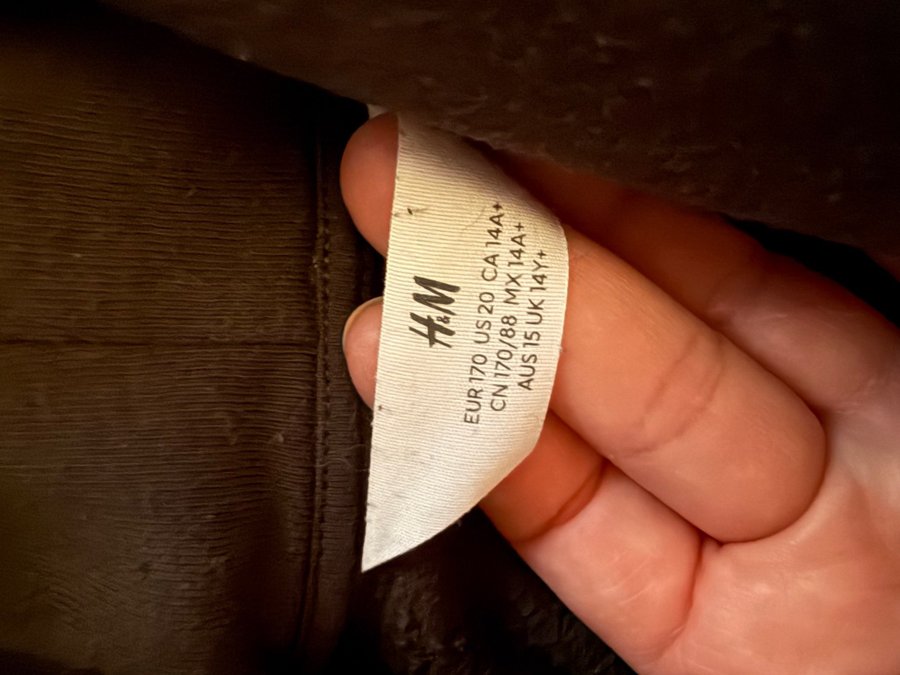 H&M
EUR 170 US 20 CA 14A+
CN 170/88 MX 14A+
AUS 15 UK 14Y+